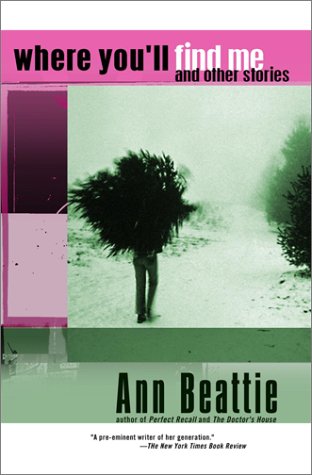 where you'll find me
and other stories
Ann Beattie
author of Perfect Recall and The Doctor's House
"A pre-eminent writer of her generation."
—The New York Times Book Review